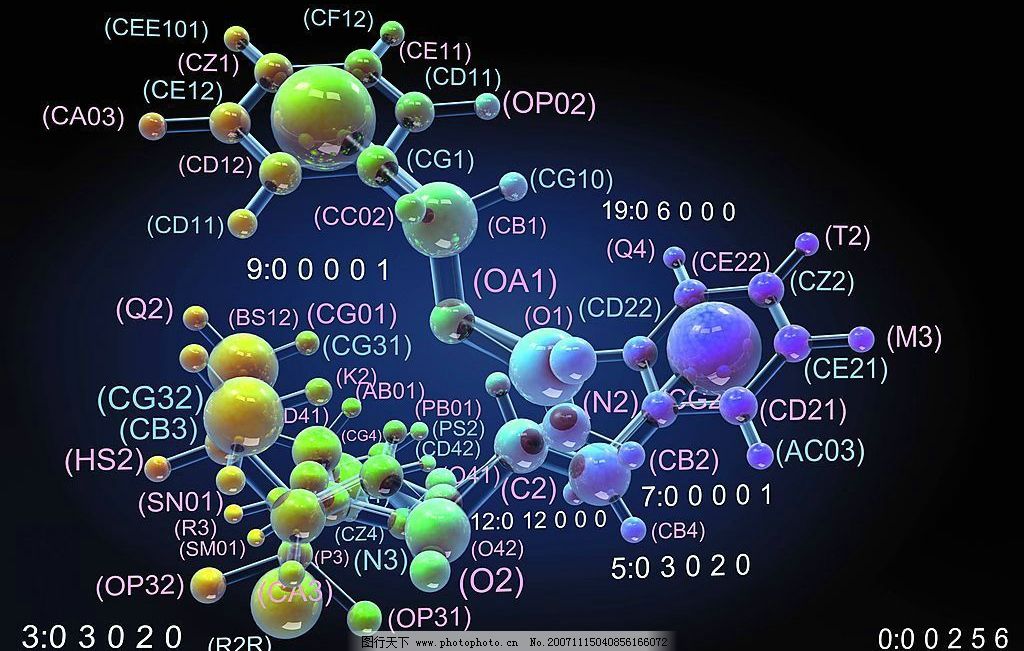 (CF12)
(CEE101)
(CE11)
(CZ1)
(CD11)
(CE12)
(OP02)
(CA03)
(CG1)
(CD12)
(CG10)
(CC02)
(CD11)
(CB1)
19:0 6 0 0 0
(T2)
(Q4)
(CE22)
9:0 0 0 0 1
(OA1)
(CZ2)
(Q2)
(BS12)
(CG01)
(O1)
(CD22)
(M3)
(CG31)
(CE21)
(K2)
(AB01)
(CG32)
(N2)
(PB01)
(CD21)
D41)
(CB3)
(PS2)
(CG4)
(CD42)
(AC03)
(HS2)
(CB2)
O41)
(C2)
7:0 0 0 0 1
(SN01)
12:0 12 0 0 0
(R3)
(CB4)
(CZ4)
(SM01)
(O42)
(P3)
(N3)
5:0 3 0 2 0
(O2)
(OP32)
(CA3)
(OP31)
3:0 3 0 2 0
(R2R)
0:0 0 2 5 6
图行天下 www.photophoto.cn No.20071115040856166072